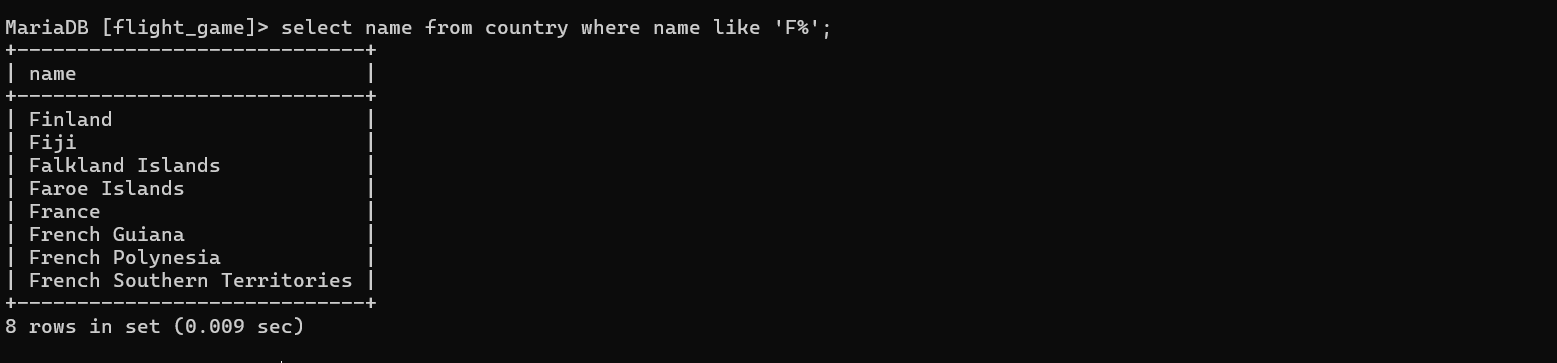 MariaDB [flight_game]> select name from country where name like 'F%';
+----------------------------+
| name                       |
+----------------------------+
| Finland                    |
| Fiji                       |
| Falkland Islands           |
| Faroe Islands              |
| France                     |
| French Guiana              |
| French Polynesia           |
| French Southern Territories |
+----------------------------+
8 rows in set (0.009 sec)